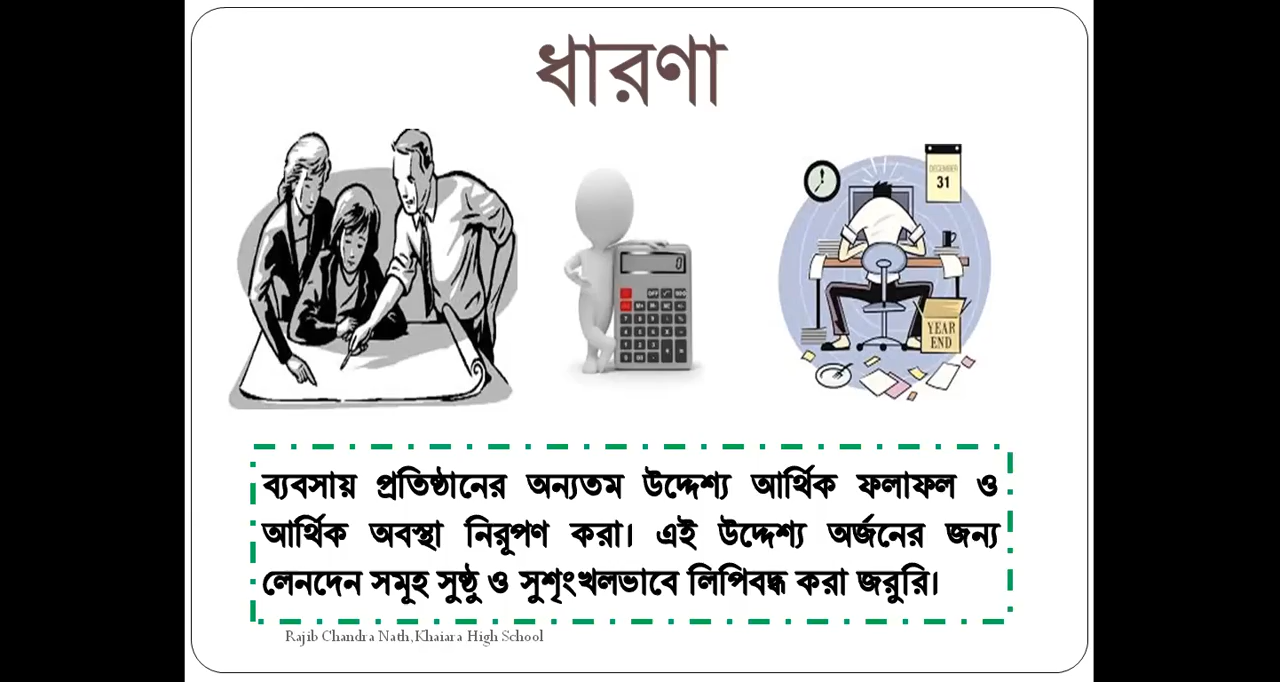 ধারণা
DECEMBER
31
0
YEAR
END
ব্যবসায় প্রতিষ্ঠানের অন্যতম উদ্দেশ্য আর্থিক ফলাফল ও
আর্থিক অবস্থা নিরূপণ করা। এই উদ্দেশ্য অর্জনের জন্য
লেনদেন সমূহ সুষ্ঠু ও সুশৃংখলভাবে লিপিবদ্ধ করা জরুরি।
Rajib Chandra Nath,Khaiara High School